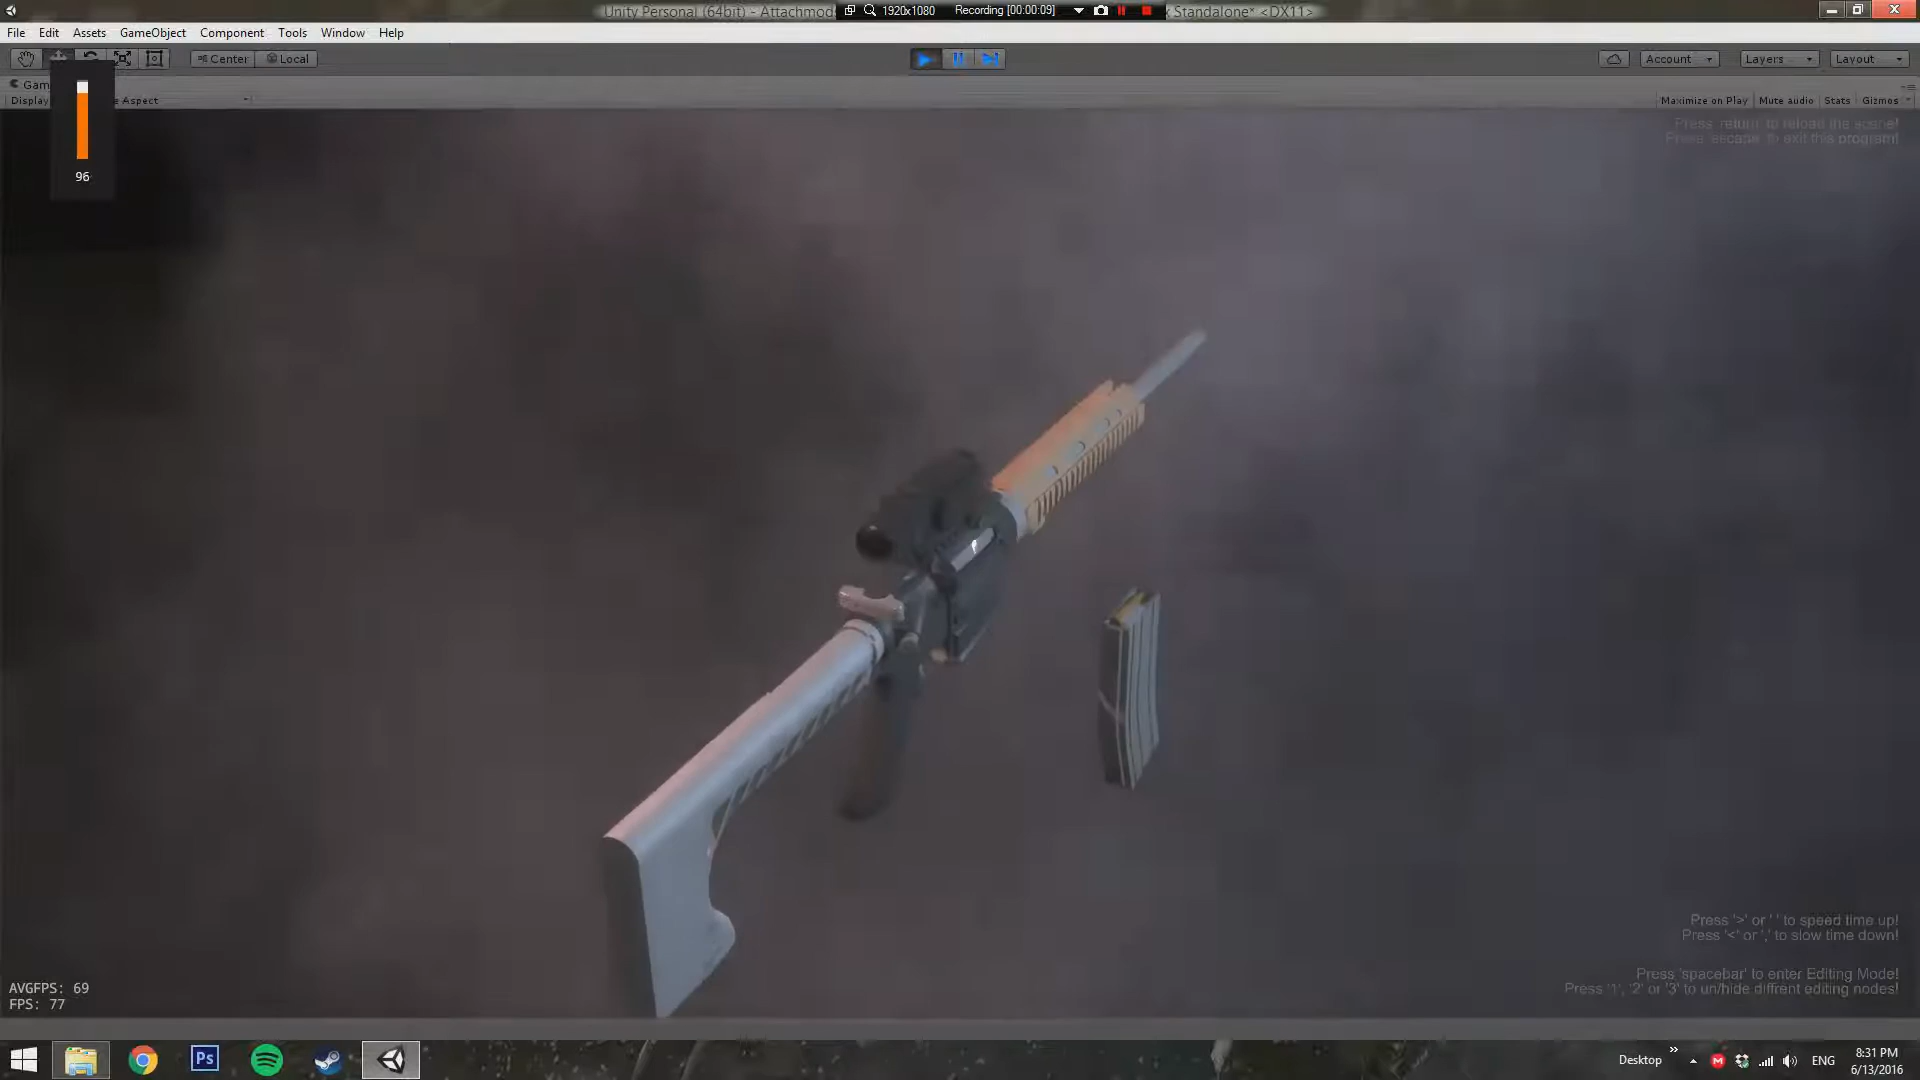 Unity Personal (64bit) - Attachmod
1920x1080
Recording [00:00:09]
x Standalone* <DX11>
File Edit Assets GameObject Component Tools Window Help
Center Local
Account Layers Layout
Gam
Display
e Aspect
Maximize on Play Mute audio Stats Gizmos
96
Press 'return' to reload the scene!
Press 'escape' to exit this program!
Press '>' or '.' to speed time up!
Press '<' or ',' to slow time down!
Press 'spacebar' to enter Editing Mode!
Press '1', '2' or '3' to un/hide diffrent editing nodes!
AVGFPS: 69
FPS: 77
Ps
Desktop
ENG
8:31 PM
6/13/2016